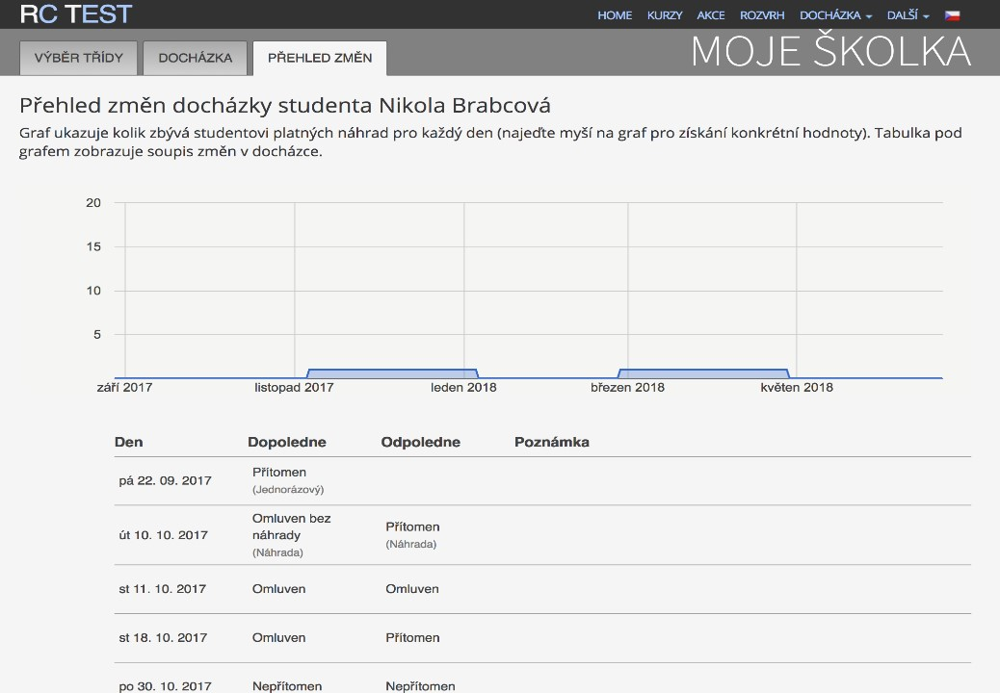 RC TEST
HOME KURZY AKCE ROZVRH DOCHÁZKA DALŠÍ
VÝBĚR TŘÍDY DOCHÁZKA PŘEHLED ZMĚN
MOJE ŠKOLKA
Přehled změn docházky studenta Nikola Brabcová
Graf ukazuje kolik zbývá studentovi platných náhrad pro každý den (najeďte myší na graf pro získání konkrétní hodnoty). Tabulka pod
grafem zobrazuje soupis změn v docházce.
20
15
10
5
září 2017 listopad 2017 leden 2018 březen 2018 květen 2018
Den Dopoledne Odpoledne Poznámka
pá 22. 09. 2017 Přítomen
(Jednorázový)
út 10. 10. 2017 Omluven bez
náhrady
(Náhrada)
Přítomen
(Náhrada)
st 11. 10. 2017 Omluven Omluven
st 18. 10. 2017 Omluven Přítomen
po 30. 10. 2017 Nepřítomen Nepřítomen